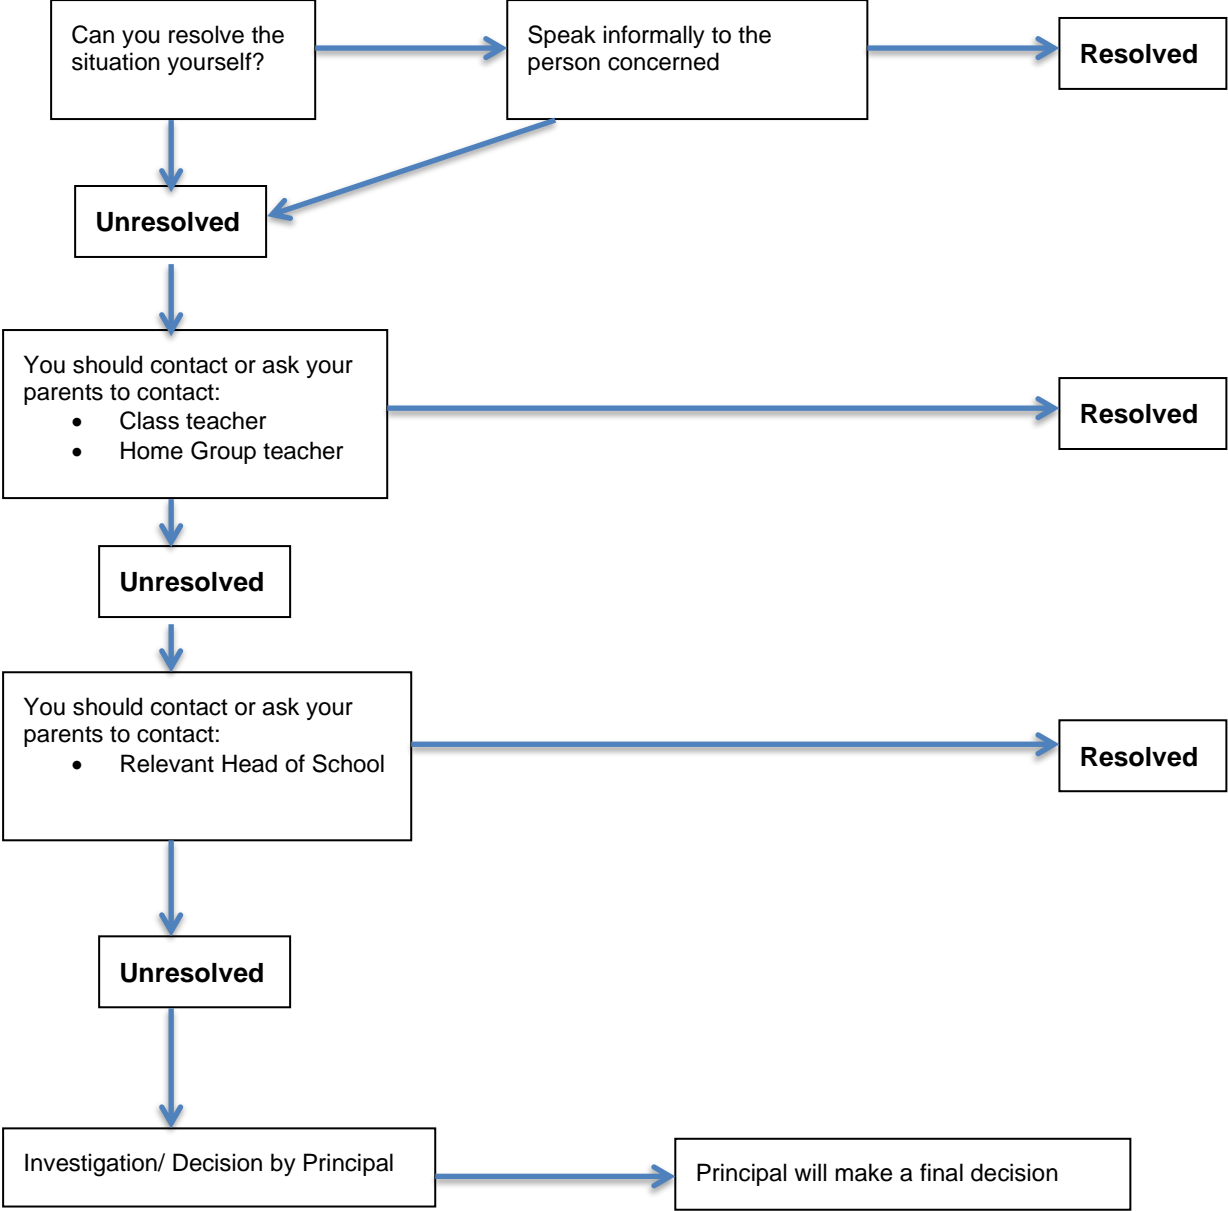 Can you resolve the
situation yourself?
Speak informally to the
person concerned
Resolved
Unresolved
You should contact or ask your
parents to contact:
• Class teacher
• Home Group teacher
Resolved
Unresolved
You should contact or ask your
parents to contact:
• Relevant Head of School
Resolved
Unresolved
Investigation/ Decision by Principal
Principal will make a final decision